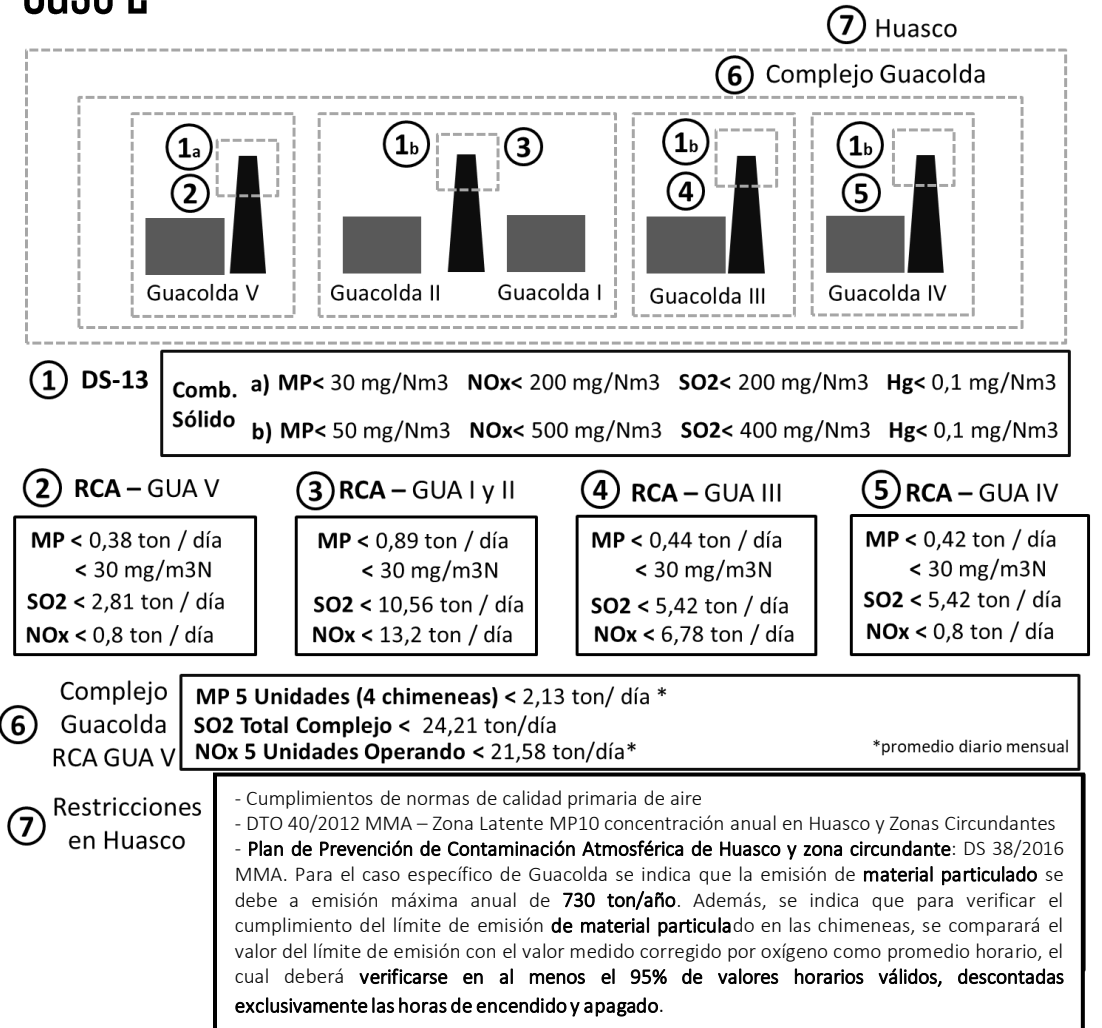 ⑦ Huasco
⑥ Complejo Guacolda
1a
②
1b
③
1b
④
1b
⑤
Guacolda V
Guacolda II
Guacolda I
Guacolda III
Guacolda IV
① DS-13
Comb. Sólido
a) MP< 30 mg/Nm3 NOx< 200 mg/Nm3 SO2< 200 mg/Nm3 Hg< 0,1 mg/Nm3
b) MP< 50 mg/Nm3 NOx< 500 mg/Nm3 SO2< 400 mg/Nm3 Hg< 0,1 mg/Nm3
② RCA – GUA V
MP < 0,38 ton / día
< 30 mg/m3N
SO2 < 2,81 ton / día
NOx < 0,8 ton / día
③ RCA – GUA I y II
MP < 0,89 ton / día
< 30 mg/m3N
SO2 < 10,56 ton / día
NOx < 13,2 ton / día
④ RCA – GUA III
MP < 0,44 ton / día
< 30 mg/m3N
SO2 < 5,42 ton / día
NOx < 6,78 ton / día
⑤ RCA – GUA IV
MP < 0,42 ton / día
< 30 mg/m3N
SO2 < 5,42 ton / día
NOx < 0,8 ton / día
⑥
Complejo
Guacolda
RCA GUA V
MP 5 Unidades (4 chimeneas) < 2,13 ton/ día *
SO2 Total Complejo < 24,21 ton/día
NOx 5 Unidades Operando < 21,58 ton/día*
*promedio diario mensual
⑦
Restricciones
en Huasco
- Cumplimientos de normas de calidad primaria de aire
- DTO 40/2012 MMA – Zona Latente MP10 concentración anual en Huasco y Zonas Circundantes
- Plan de Prevención de Contaminación Atmosférica de Huasco y zona circundante: DS 38/2016
MMA. Para el caso específico de Guacolda se indica que la emisión de material particulado se
debe a emisión máxima anual de 730 ton/año. Además, se indica que para verificar el
cumplimiento del límite de emisión de material particulado en las chimeneas, se comparará el
valor del límite de emisión con el valor medido corregido por oxígeno como promedio horario, el
cual deberá verificarse en al menos el 95% de valores horarios válidos, descontadas
exclusivamente las horas de encendido y apagado.